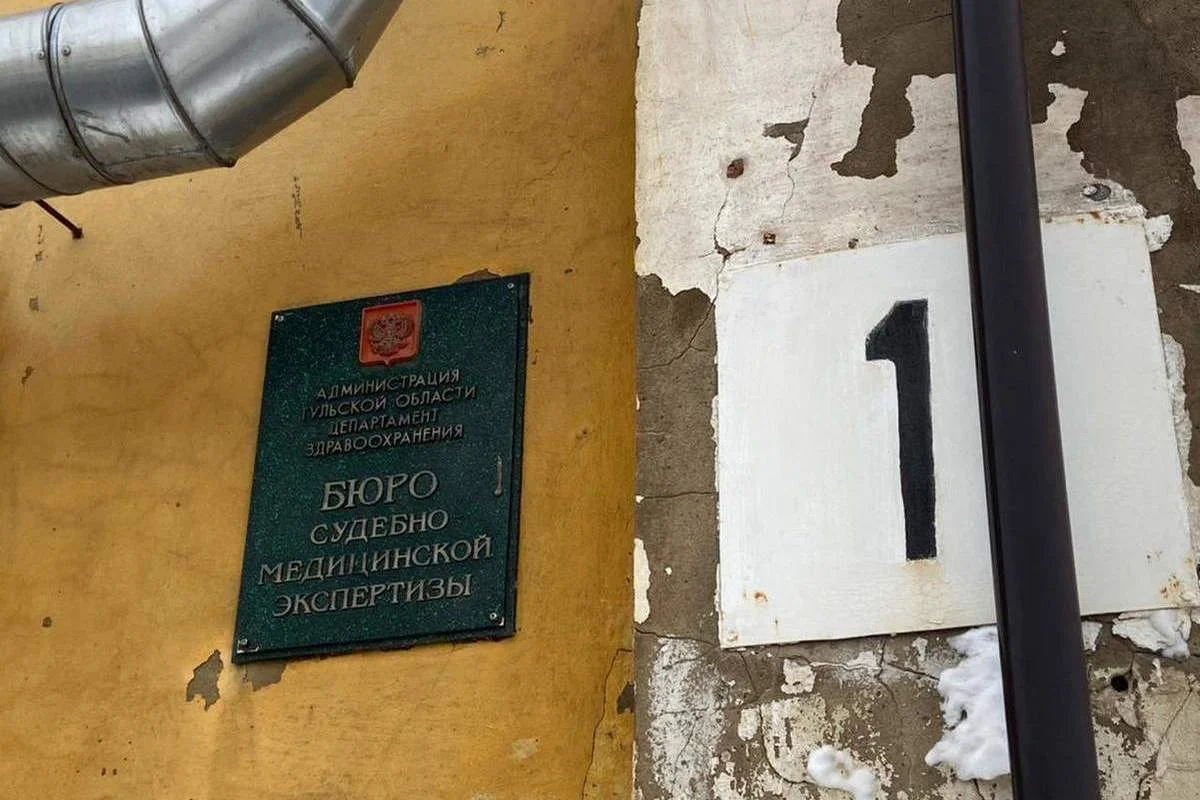 АДМИНИСТРАЦИЯ
ТУЛЬСКОЙ ОБЛАСТИ
ДЕПАРТАМЕНТ
ЗДРАВООХРАНЕНИЯ
БЮРО
СУДЕБНО
МЕДИЦИНСКОЙ
ЭКСПЕРТИЗЫ
1